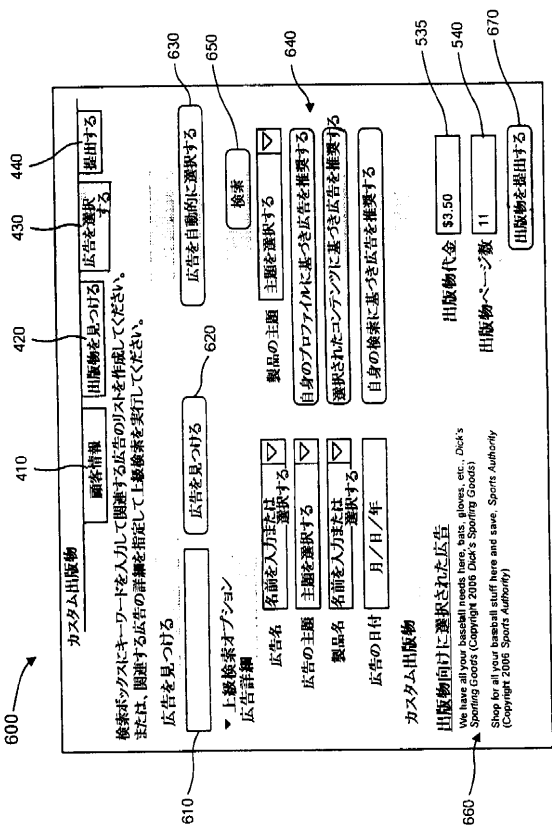 600
カスタム出版物
410
420
430
440
顧客情報
出版物を見つける
広告を選択
する
提出する
検索ボックスにキーワードを入力して関連する広告のリストを作成してください。
または、関連する広告の詳細を指定して上級検索を実行してください。
広告を見つける
610
広告を見つける
620
広告を自動的に選択する
630
▼上級検索オプション
検索
650
広告詳細
広告名
名前を入力または
選択する
製品の主題
主題を選択する
広告の主題
主題を選択する
自身のプロファイルに基づき広告を推奨する
640
製品名
名前を入力または
選択する
選択されたコンテンツに基づき広告を推奨する
広告の日付
月/日/年
自身の検索に基づき広告を推奨する
カスタム出版物
出版物向けに選択された広告
We have all your baseball needs here, bats, gloves, etc., Dick's
Sporting Goods (Copyright 2006 Dick's Sporting Goods)
Shop for all your baseball stuff here and save, Sports Authority
(Copyright 2006 Sports Authority)
660
出版物代金
$3.50
535
出版物ページ数
11
540
出版物を提出する
670